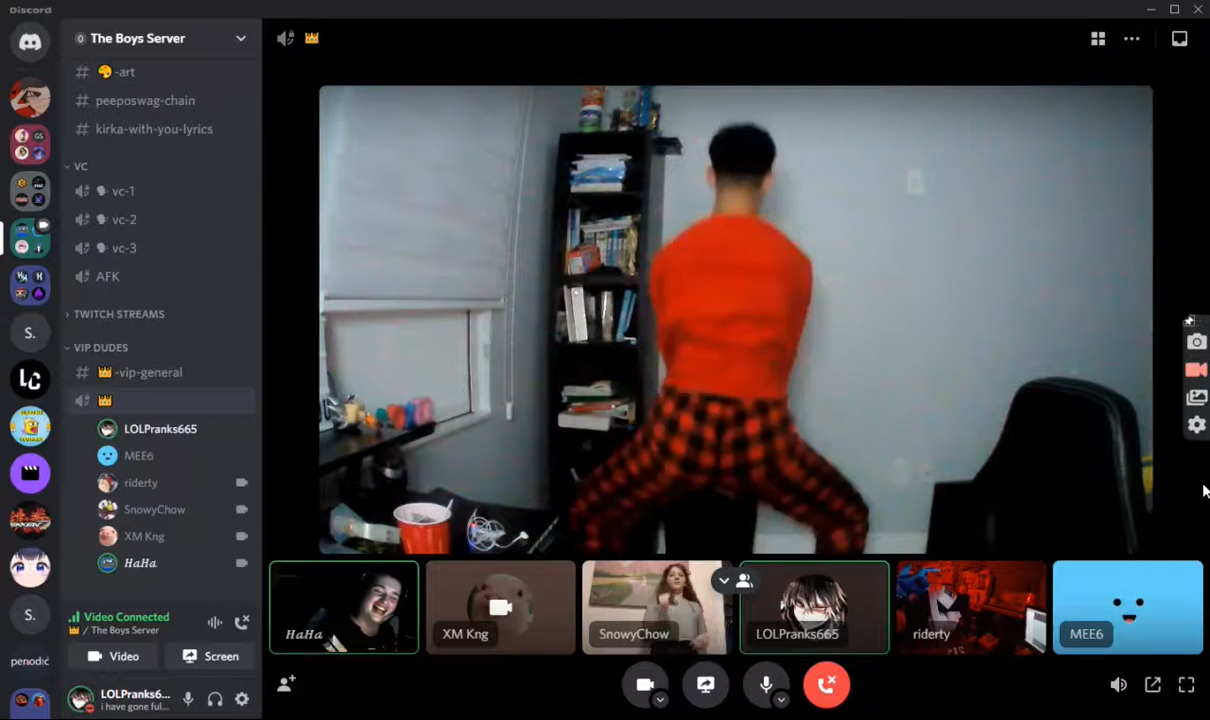 Discord
The Boys Server
-art
peeposwag-chain
kirka-with-you-lyrics
VC
vc-1
vc-2
vc-3
AFK
TWITCH STREAMS
S.
VIP DUDES
-vip-general
LC
LOLPranks665
MEE6
riderty
SnowyChow
XM Kng
HaHa
S.
Video Connected
/ The Boys Server
Video
Screen
periodic
LOLPranks6...
i have gone ful...
HaHa
XM Kng
SnowyChow
LOLPranks665
riderty
MEE6